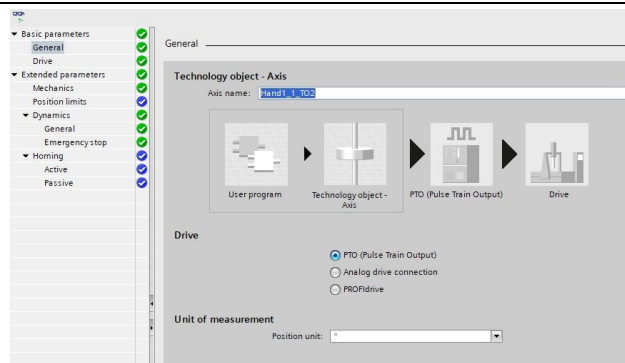 Basic parameters
General
Drive
Extended parameters
Mechanics
Position limits
Dynamics
General
Emergency stop
Homing
Active
Passive
General
Technology object - Axis
Axis name: Hand1_1_TO2
User program
Technology object -
Axis
PTO (Pulse Train Output)
Drive
Drive
PTO (Pulse Train Output)
Analog drive connection
PROFIdrive
Unit of measurement
Position unit: °